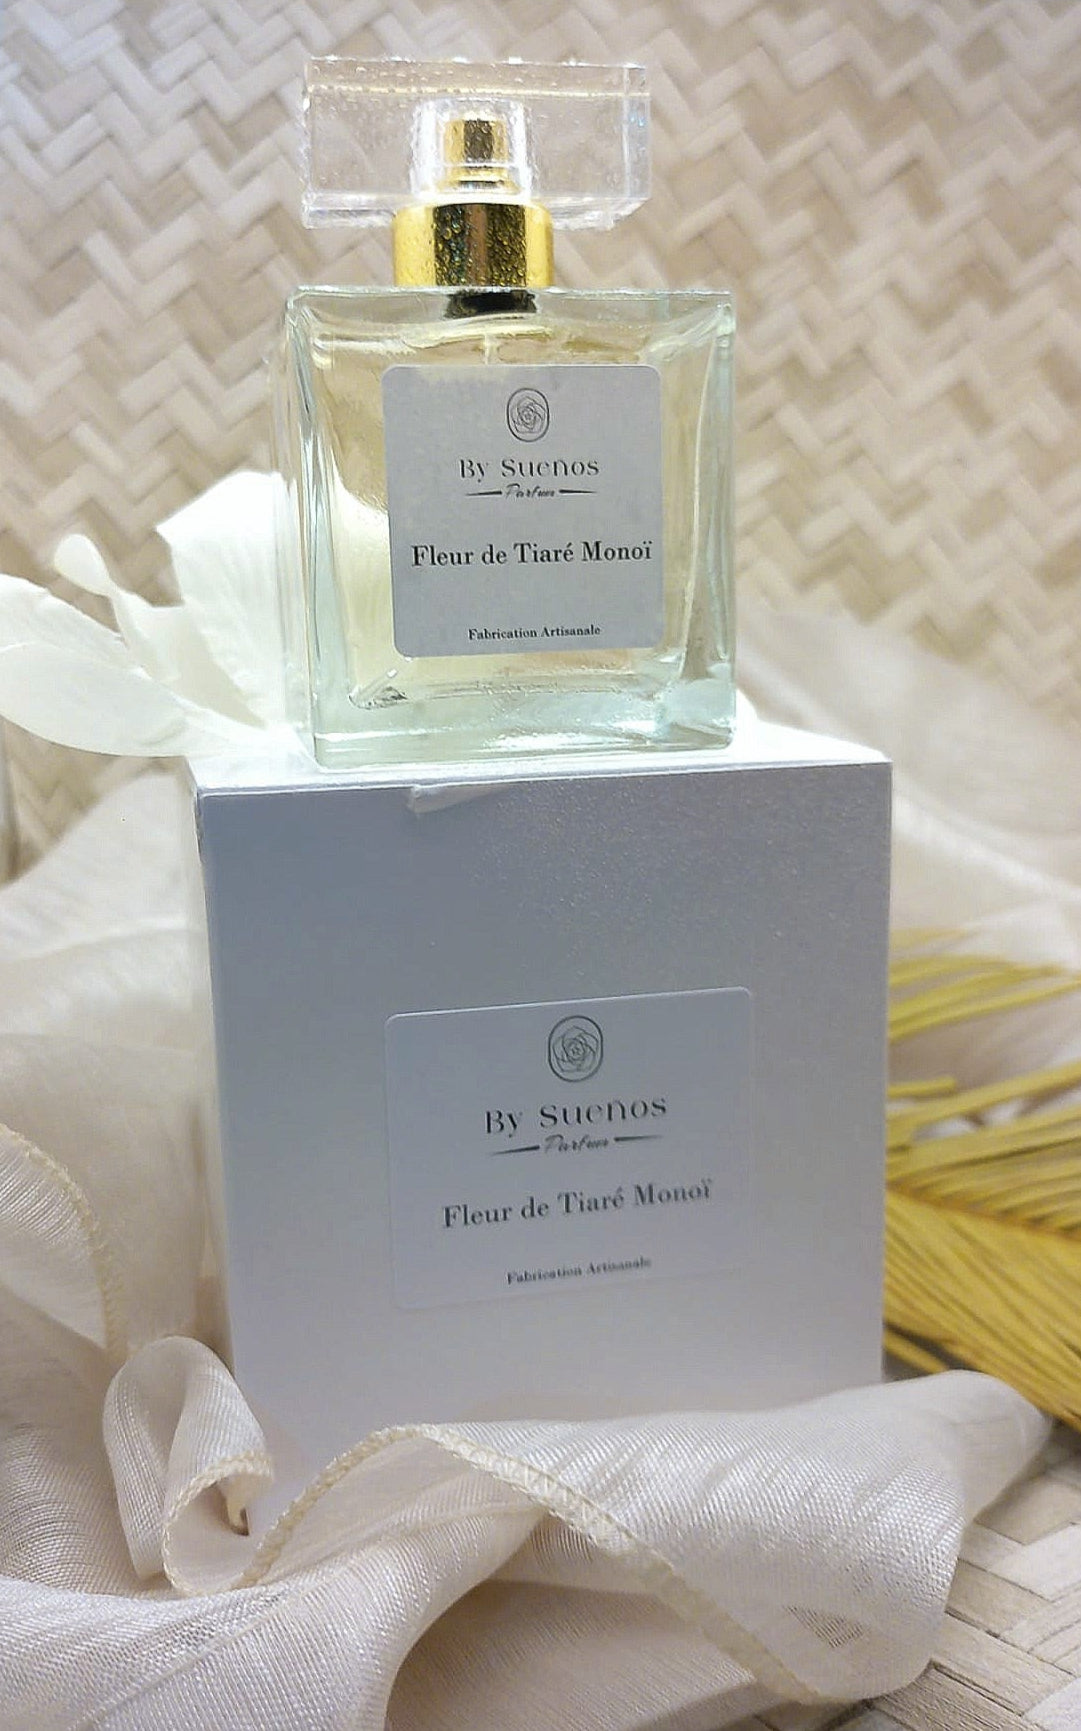 By Sueños
Parfum
Fleur de Tiaré Monoï
Fabrication Artisanale
By Sueños
Parfum
Fleur de Tiaré Monoï
Fabrication Artisanale